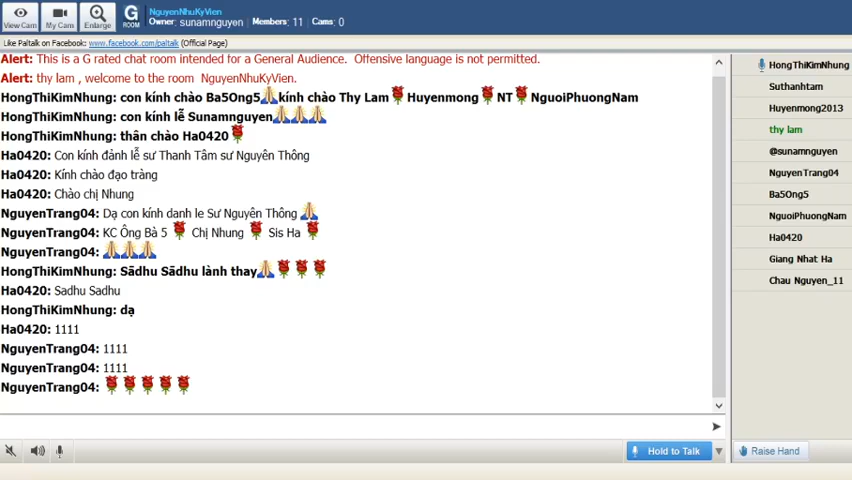 View Cam
My Cam
Enlarge
G
ROOM
NguyenNhuKyVien
Owner: sunamnguyen Members: 11 Cams: 0
Like Paltalk on Facebook: www.facebook.com/paltalk (Official Page)
Alert: This is a G rated chat room intended for a General Audience. Offensive language is not permitted.
Alert: thy lam , welcome to the room NguyenNhuKyVien.
HongThiKimNhung: con kính chào Ba5Ong5🙏kính chào Thy Lam🌹Huyenmong🌹NT🌹NguoiPhuongNam
HongThiKimNhung: con kính lễ Sunamnguyen🙏🙏🙏
HongThiKimNhung: thân chào Ha0420🌹
Ha0420: Con kính đảnh lễ sư Thanh Tâm sư Nguyên Thông
Ha0420: Kính chào đạo tràng
Ha0420: Chào chị Nhung
NguyenTrang04: Dạ con kính danh le Sư Nguyên Thông 🙏
NguyenTrang04: KC Ông Bà 5 🌹 Chị Nhung 🌹 Sis Ha 🌹
NguyenTrang04: 🙏🙏🙏
HongThiKimNhung: Sādhu Sādhu lành thay🙏🌹🌹🌹
Ha0420: Sadhu Sadhu
HongThiKimNhung: dạ
Ha0420: 1111
NguyenTrang04: 1111
NguyenTrang04: 1111
NguyenTrang04: 🌹🌹🌹🌹🌹
Hold to Talk
HongThiKimNhung
Suthanhtam
Huyenmong2013
thy lam
@sunamnguyen
NguyenTrang04
Ba5Ong5
NguoiPhuongNam
Ha0420
Giang Nhat Ha
Chau Nguyen_11
Raise Hand